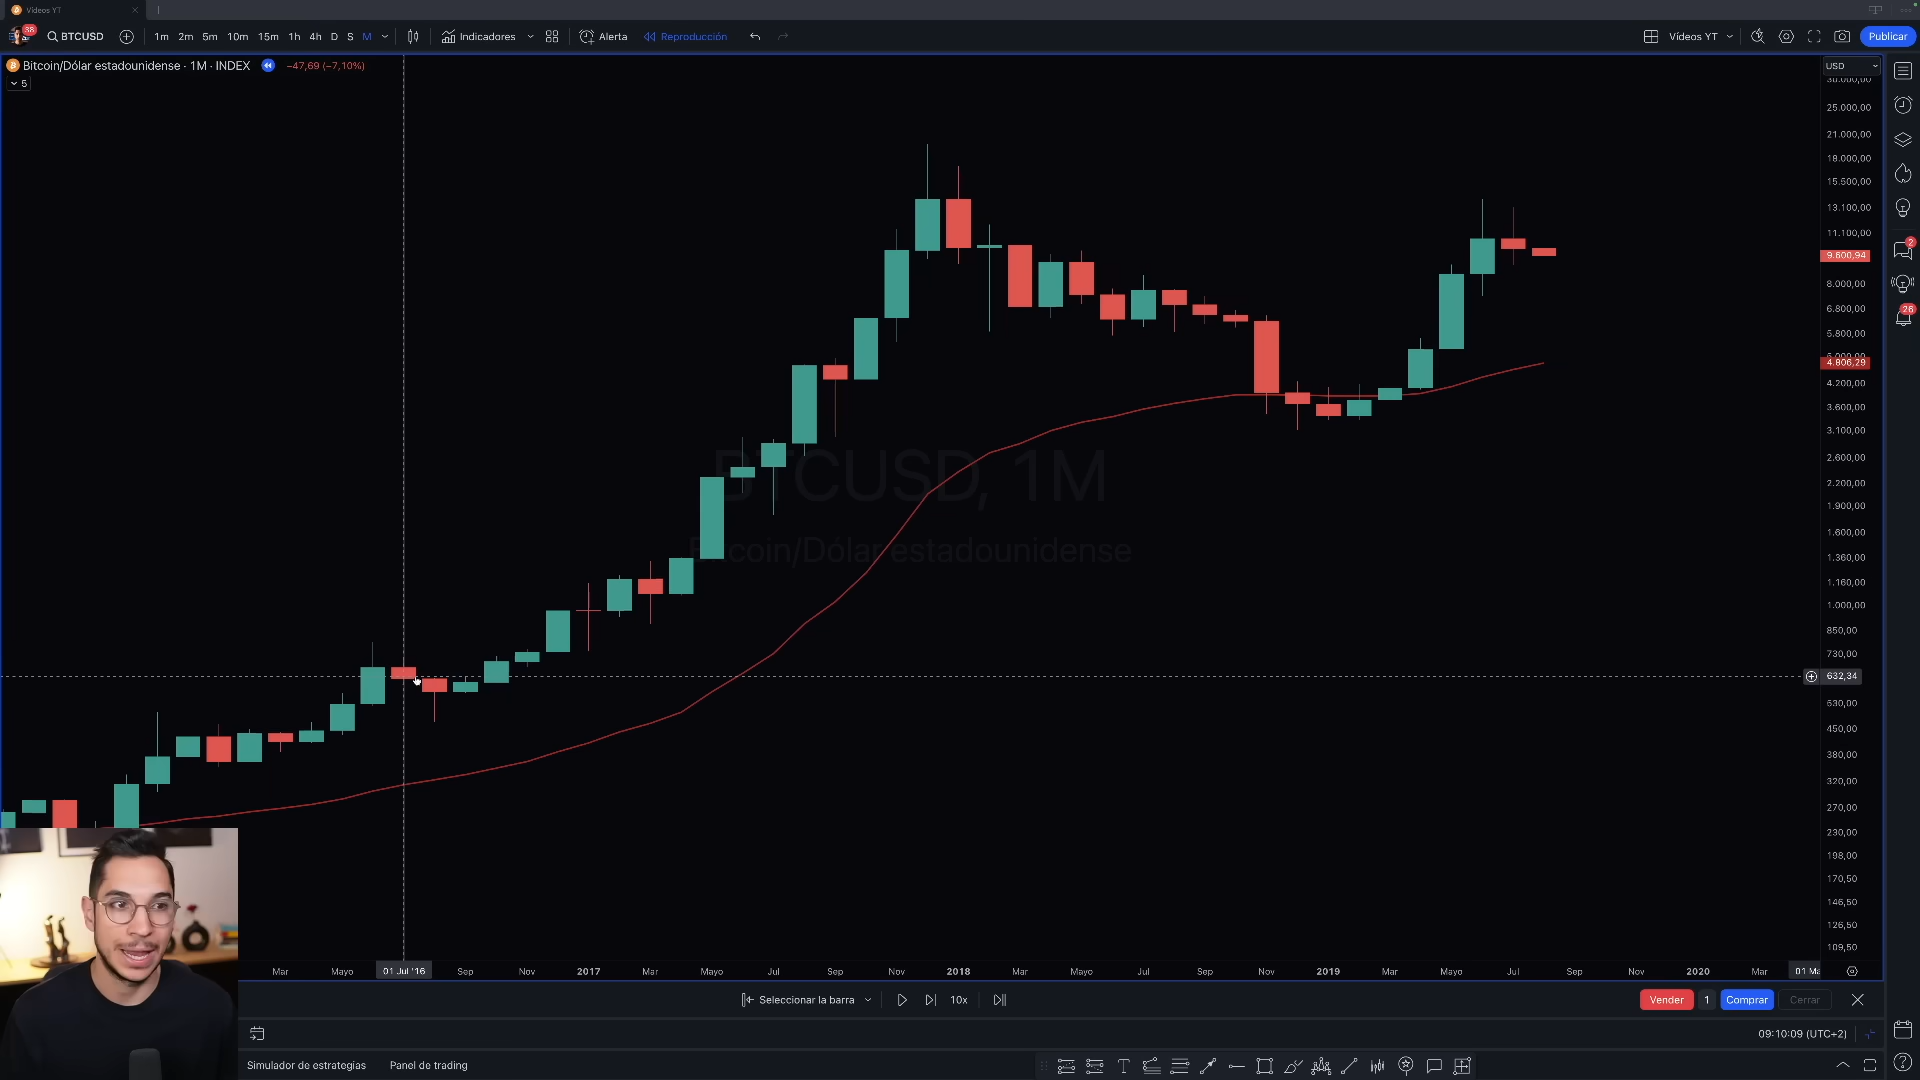 Vídeos YT
88
BTCUSD
1m 2m 5m 10m 15m 1h 4h D S M
Indicadores
Alerta
Reproducción
Vídeos YT
Publicar
Bitcoin/Dólar estadounidense · 1M · INDEX
−47,69 (−7,10%)
5
USD
30.000,00
25.000,00
21.000,00
18.000,00
15.500,00
13.100,00
11.100,00
9.600,94
8.000,00
6.800,00
5.800,00
5.000,00
4.806,29
4.200,00
3.600,00
3.100,00
2.600,00
2.200,00
1.900,00
1.600,00
1.360,00
1.160,00
1.000,00
850,00
730,00
632,34
630,00
450,00
380,00
320,00
270,00
230,00
198,00
170,50
146,50
126,50
109,50
2
26
BTCUSD, 1M
Bitcoin/Dólar estadounidense
Mar Mayo 01 Jul '16 Sep Nov 2017 Mar Mayo Jul Sep Nov 2018 Mar Mayo Jul Sep Nov 2019 Mar Mayo Jul Sep Nov 2020 Mar 01 Ma
Seleccionar la barra
10x
Vender 1 Comprar Cerrar
09:10:09 (UTC+2)
Simulador de estrategias
Panel de trading